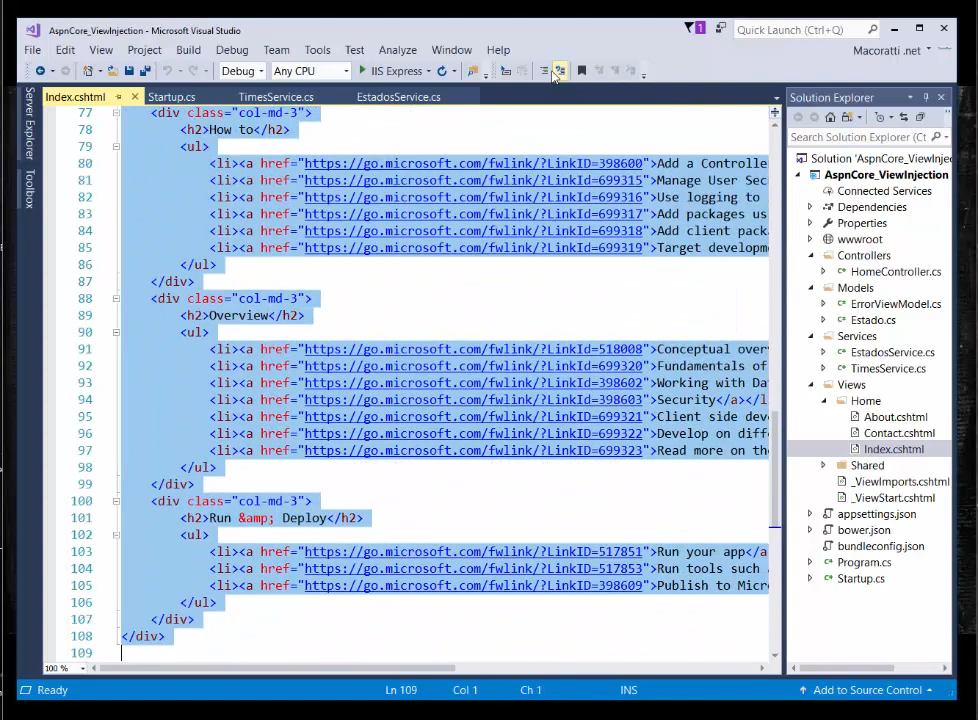 AspnCore_ViewInjection - Microsoft Visual Studio
1
Quick Launch (Ctrl+Q)
File Edit View Project Build Debug Team Tools Test Analyze Window Help
Macoratti .net
Debug Any CPU IIS Express
Server Explorer
Toolbox
Index.cshtml Startup.cs TimesService.cs EstadosService.cs
77 <div class="col-md-3">
78 <h2>How to</h2>
79 <ul>
80 <li><a href="https://go.microsoft.com/fwlink/?LinkID=398600">Add a Controlle
81 <li><a href="https://go.microsoft.com/fwlink/?LinkId=699315">Manage User Sec
82 <li><a href="https://go.microsoft.com/fwlink/?LinkId=699316">Use logging to
83 <li><a href="https://go.microsoft.com/fwlink/?LinkId=699317">Add packages us
84 <li><a href="https://go.microsoft.com/fwlink/?LinkId=699318">Add client pack
85 <li><a href="https://go.microsoft.com/fwlink/?LinkId=699319">Target developm
86 </ul>
87 </div>
88 <div class="col-md-3">
89 <h2>Overview</h2>
90 <ul>
91 <li><a href="https://go.microsoft.com/fwlink/?LinkId=518008">Conceptual over
92 <li><a href="https://go.microsoft.com/fwlink/?LinkId=699320">Fundamentals of
93 <li><a href="https://go.microsoft.com/fwlink/?LinkId=398602">Working with Da
94 <li><a href="https://go.microsoft.com/fwlink/?LinkId=398603">Security</a></l
95 <li><a href="https://go.microsoft.com/fwlink/?LinkID=699321">Client side dev
96 <li><a href="https://go.microsoft.com/fwlink/?LinkID=699322">Develop on diff
97 <li><a href="https://go.microsoft.com/fwlink/?LinkID=699323">Read more on the
98 </ul>
99 </div>
100 <div class="col-md-3">
101 <h2>Run &amp; Deploy</h2>
102 <ul>
103 <li><a href="https://go.microsoft.com/fwlink/?LinkID=517851">Run your app</a
104 <li><a href="https://go.microsoft.com/fwlink/?LinkID=517853">Run tools such
105 <li><a href="https://go.microsoft.com/fwlink/?LinkID=398609">Publish to Micr
106 </ul>
107 </div>
108 </div>
109
100 %
Solution Explorer
Search Solution Explorer (Ctrl+
Solution 'AspnCore_ViewInjec
AspnCore_ViewInjection
Connected Services
Dependencies
Properties
wwwroot
Controllers
HomeController.cs
Models
ErrorViewModel.cs
Estado.cs
Services
EstadosService.cs
TimesService.cs
Views
Home
About.cshtml
Contact.cshtml
Index.cshtml
Shared
_ViewImports.cshtml
_ViewStart.cshtml
appsettings.json
bower.json
bundleconfig.json
Program.cs
Startup.cs
Ready Ln 109 Col 1 Ch 1 INS Add to Source Control